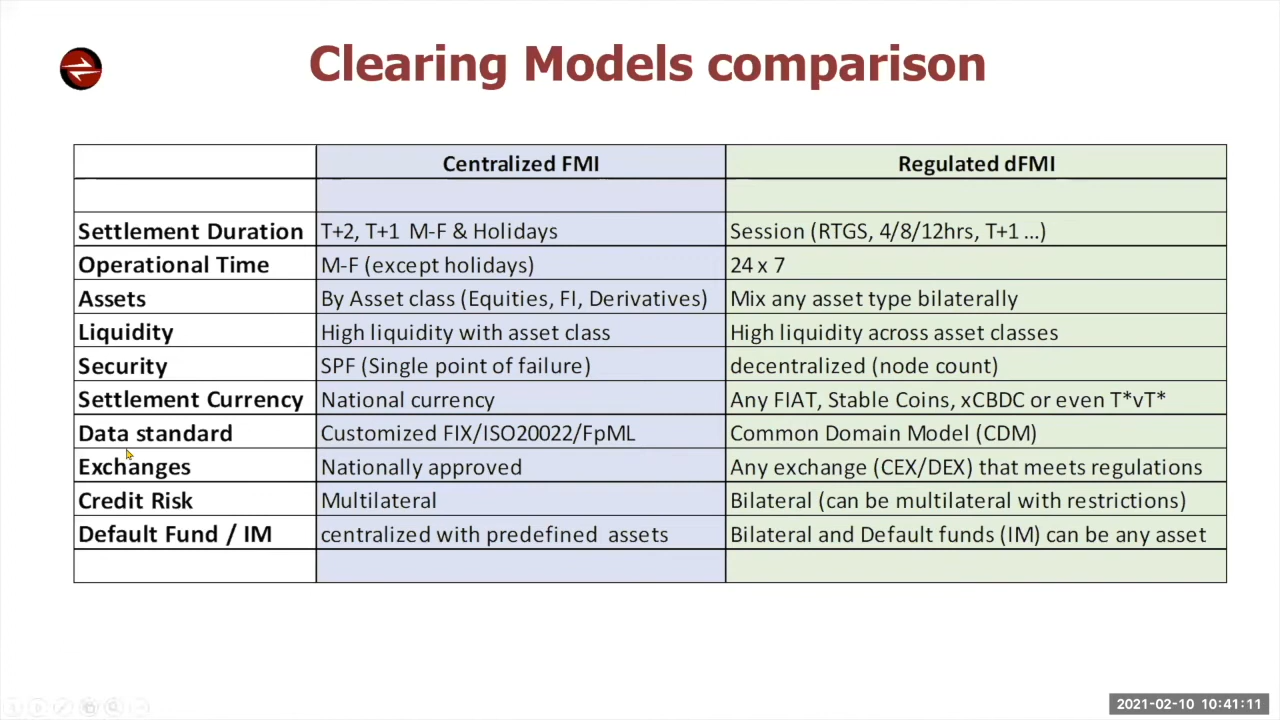 Clearing Models comparison
Centralized FMI Regulated dFMI
Settlement Duration T+2, T+1 M-F & Holidays Session (RTGS, 4/8/12hrs, T+1 ...)
Operational Time M-F (except holidays) 24 x 7
Assets By Asset class (Equities, FI, Derivatives) Mix any asset type bilaterally
Liquidity High liquidity with asset class High liquidity across asset classes
Security SPF (Single point of failure) decentralized (node count)
Settlement Currency National currency Any FIAT, Stable Coins, xCBDC or even T*vT*
Data standard Customized FIX/ISO20022/FpML Common Domain Model (CDM)
Exchanges Nationally approved Any exchange (CEX/DEX) that meets regulations
Credit Risk Multilateral Bilateral (can be multilateral with restrictions)
Default Fund / IM centralized with predefined assets Bilateral and Default funds (IM) can be any asset
2021-02-10 10:41:11